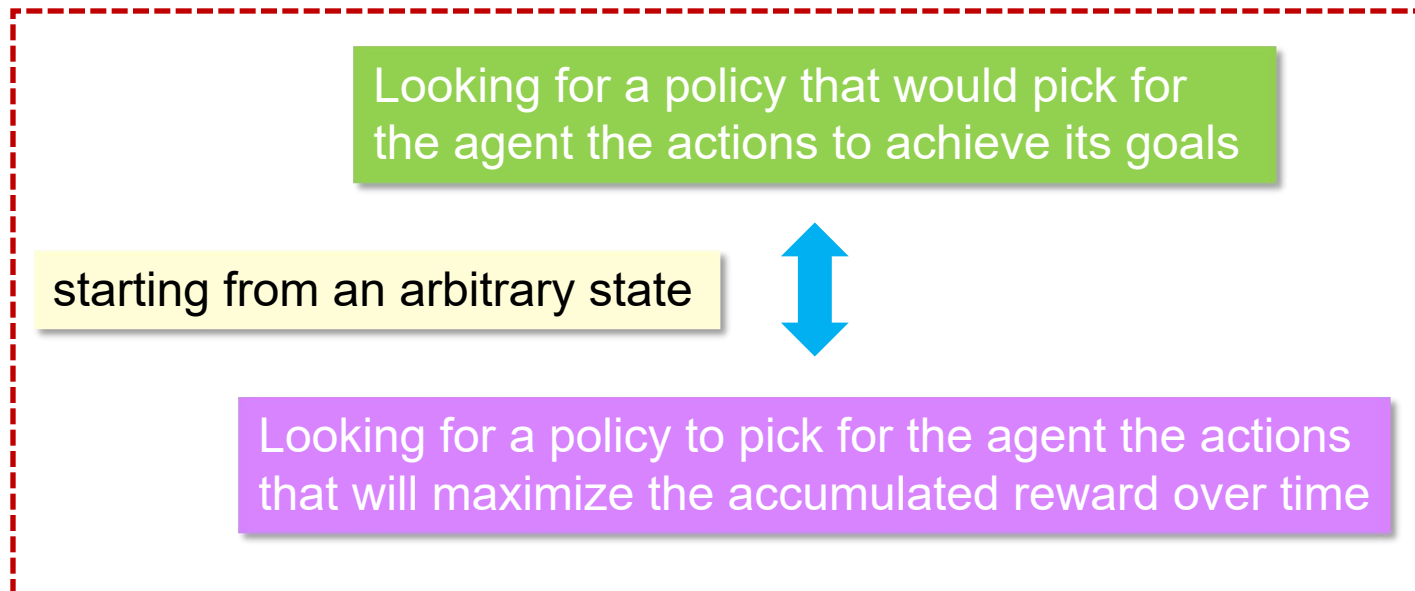 Looking for a policy that would pick for
the agent the actions to achieve its goals
starting from an arbitrary state
Looking for a policy to pick for the agent the actions
that will maximize the accumulated reward over time